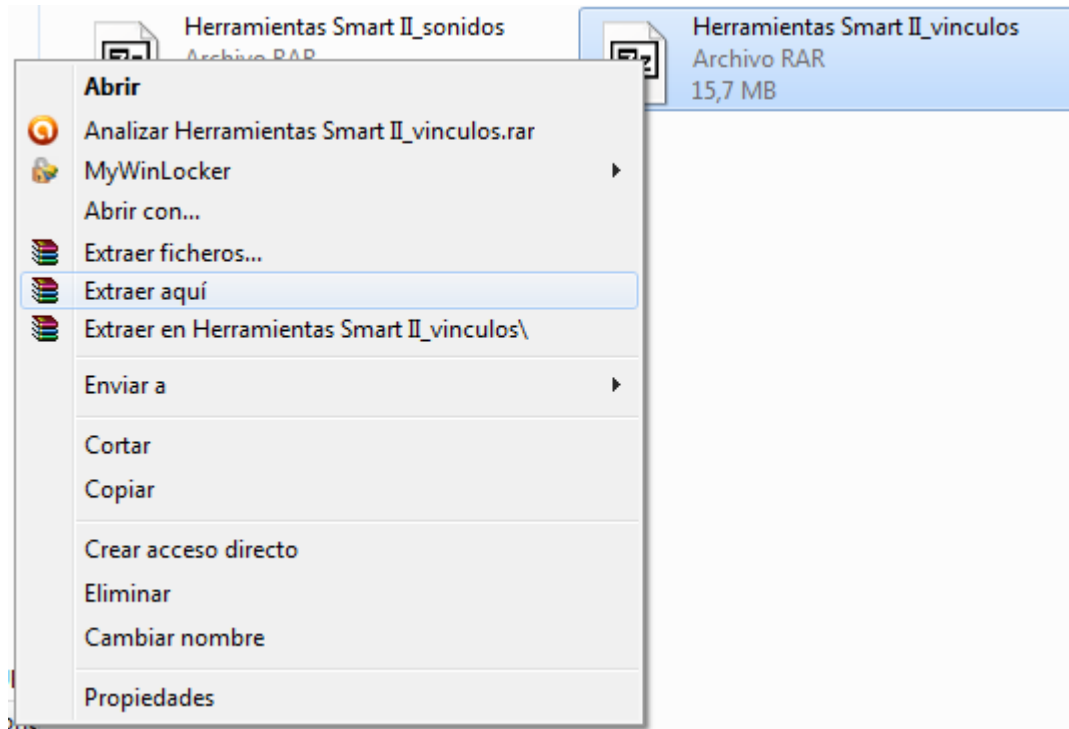 Herramientas Smart II_sonidos
Herramientas Smart II_vinculos
Archivo RAR
Archivo RAR
15,7 MB
Abrir
Analizar Herramientas Smart II_vinculos.rar
MyWinLocker
Abrir con...
Extraer ficheros...
Extraer aquí
Extraer en Herramientas Smart II_vinculos\
Enviar a
Cortar
Copiar
Crear acceso directo
Eliminar
Cambiar nombre
Propiedades